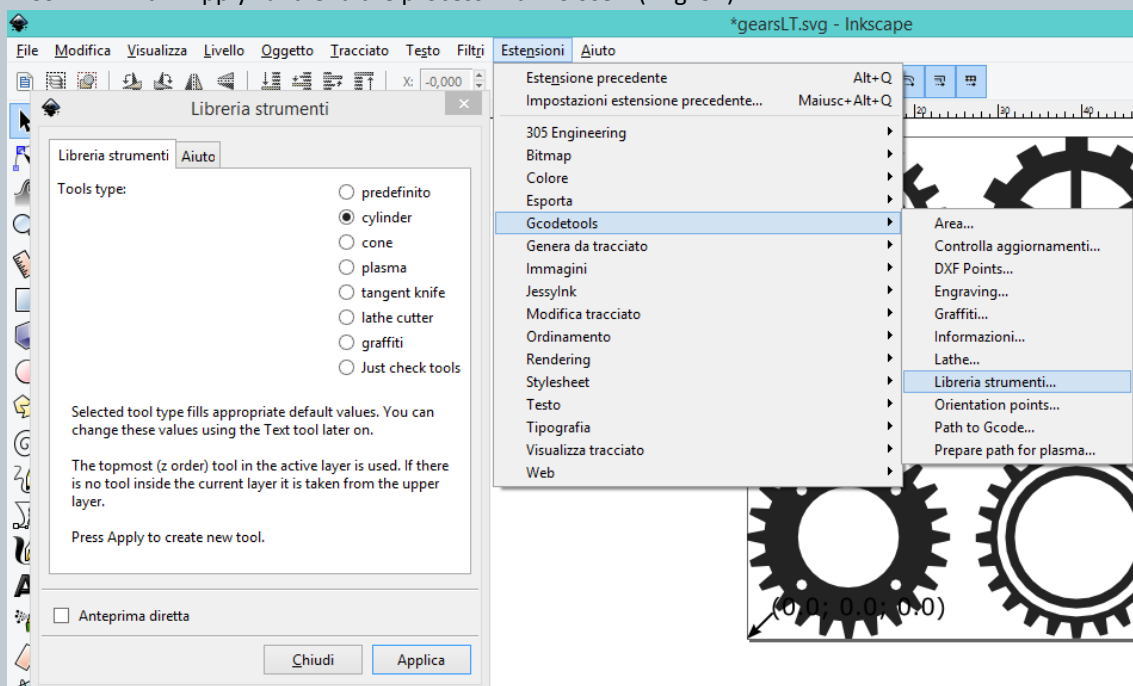 *gearsLT.svg - Inkscape
File Modifica Visualizza Livello Oggetto Tracciato Testo Filtri Estensioni Aiuto
X: -0,000
Libreria strumenti
Libreria strumenti Aiuto
Tools type:
predefinito
cylinder
cone
plasma
tangent knife
lathe cutter
graffiti
Just check tools
Selected tool type fills appropriate default values. You can
change these values using the Text tool later on.
The topmost (z order) tool in the active layer is used. If there
is no tool inside the current layer it is taken from the upper
layer.
Press Apply to create new tool.
Anteprima diretta
Chiudi Applica
Estensione precedente Alt+Q
Impostazioni estensione precedente... Maiusc+Alt+Q
305 Engineering
Bitmap
Colore
Esporta
Gcodetools
Genera da tracciato
Immagini
JessyInk
Modifica tracciato
Ordinamento
Rendering
Stylesheet
Testo
Tipografia
Visualizza tracciato
Web
Area...
Controlla aggiornamenti...
DXF Points...
Engraving...
Graffiti...
Informazioni...
Lathe...
Libreria strumenti...
Orientation points...
Path to Gcode...
Prepare path for plasma...
20 30 40
(0.0; 0.0; 0.0)